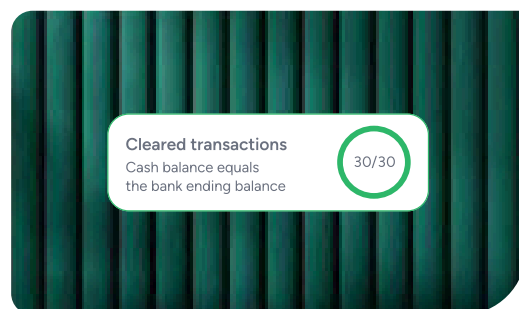 Cleared transactions
Cash balance equals
the bank ending balance
30/30